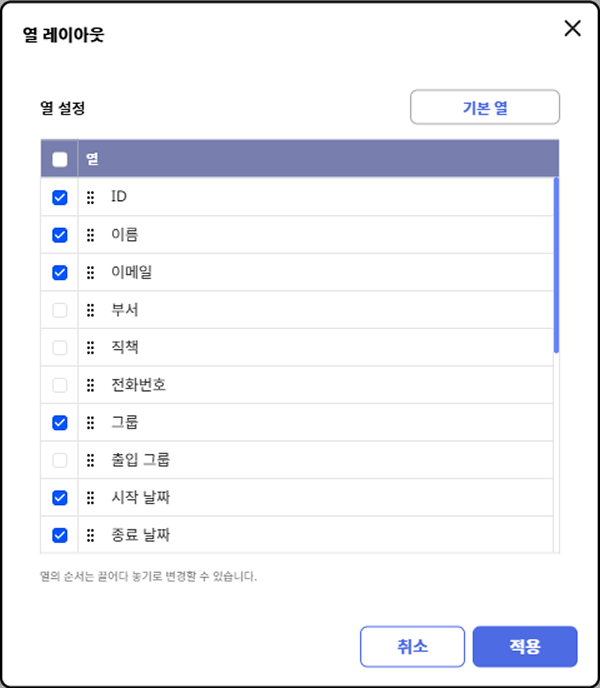 열 레이아웃
열 설정
기본 열
열
ID
이름
이메일
부서
직책
전화번호
그룹
출입 그룹
시작 날짜
종료 날짜
열의 순서는 끌어다 놓기로 변경할 수 있습니다.
취소
적용